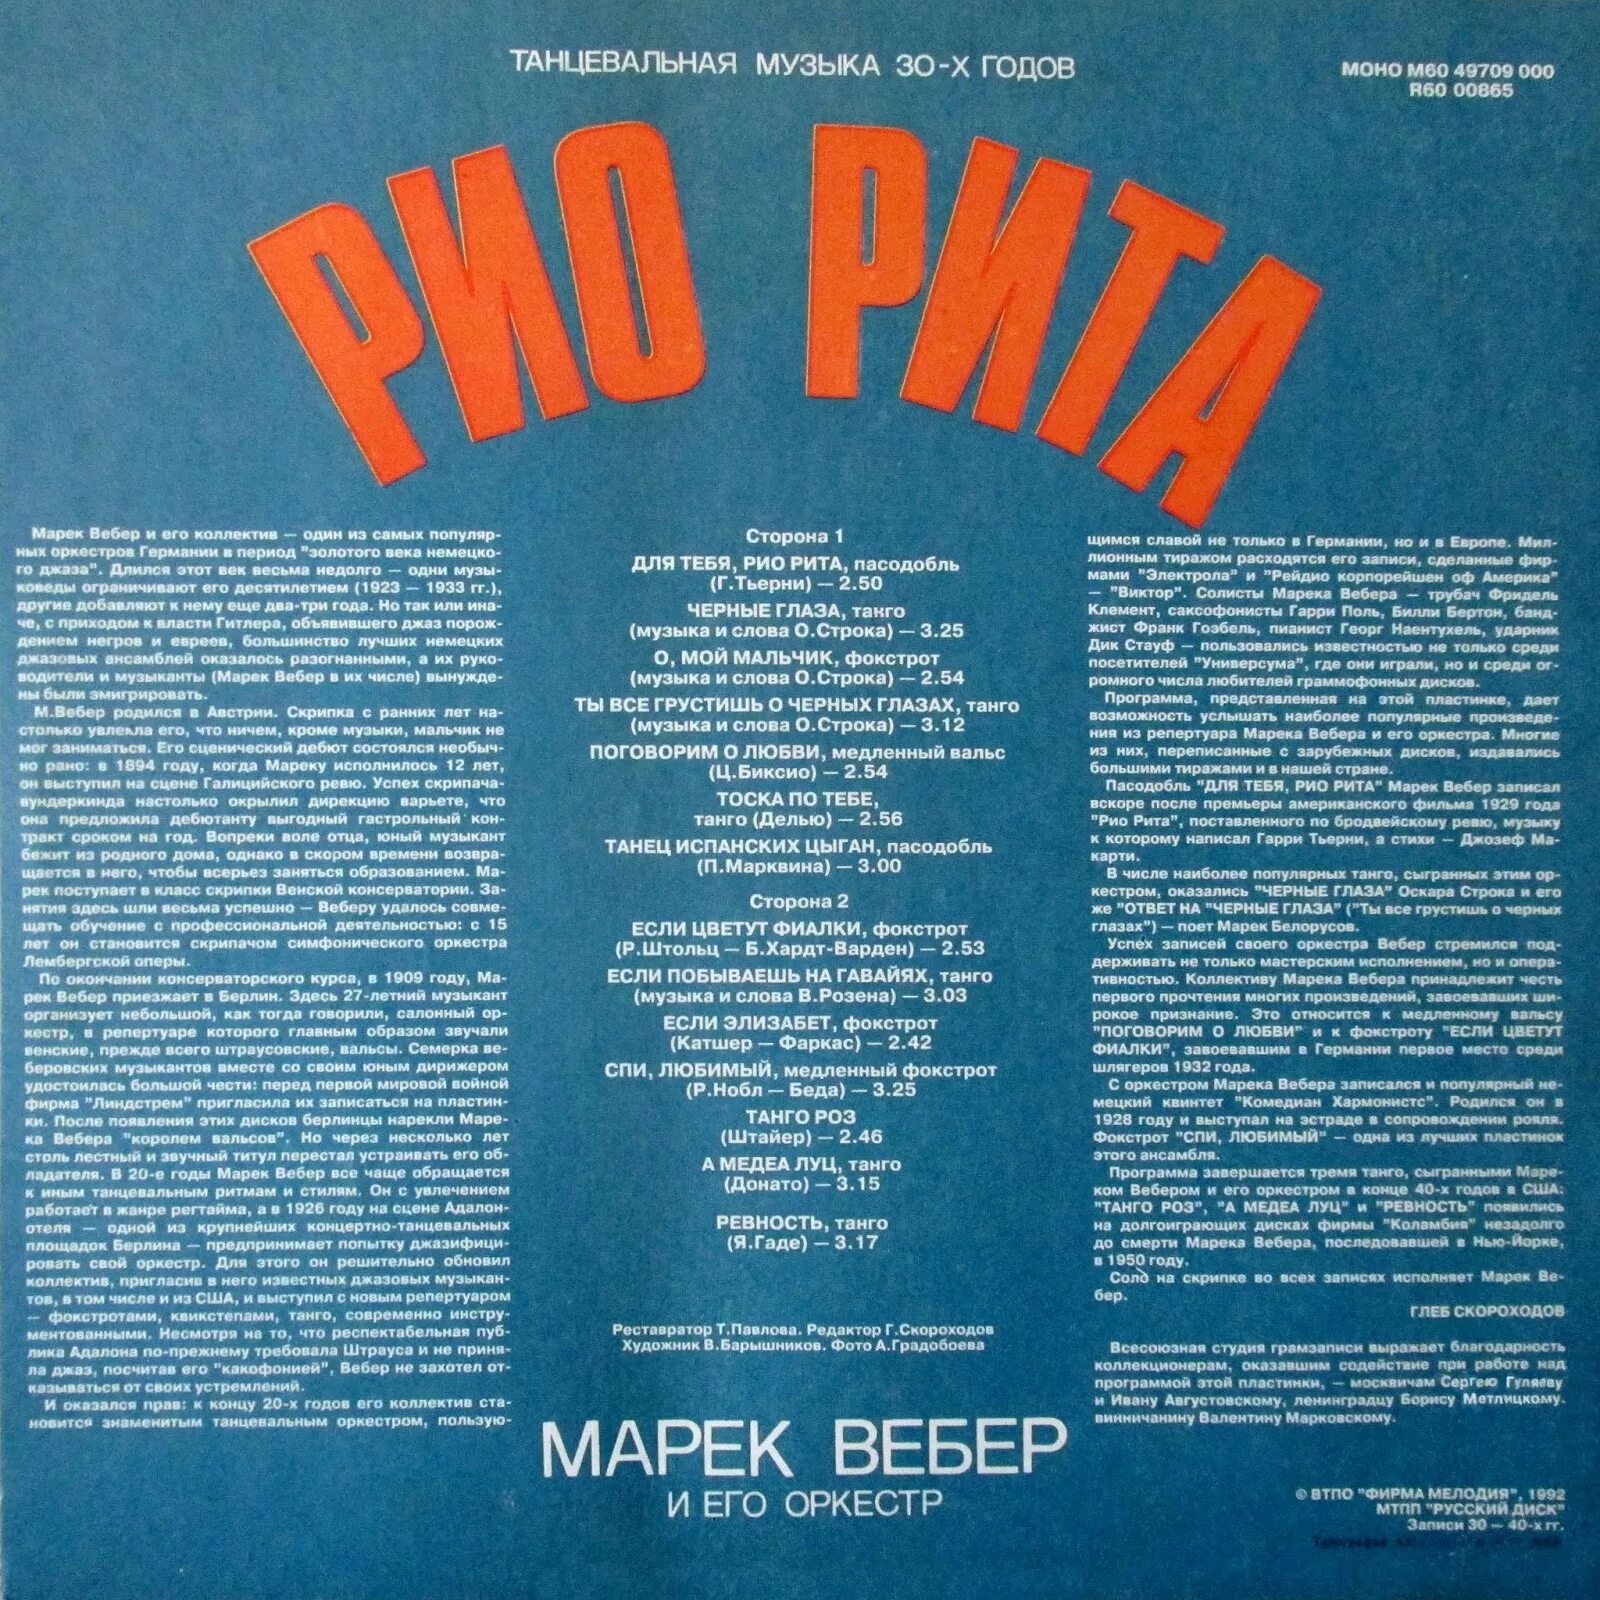 ТАНЦЕВАЛЬНАЯ МУЗЫКА 30-Х ГОДОВ
МОНО М60 49709 000
R60 00865
РИО РИТА
Марек Вебер и его коллектив — один из самых популяр-
ных оркестров Германии в период "золотого века немецко-
го джаза". Длился этот век весьма недолго — одни музы-
коведы ограничивают его десятилетием (1923 — 1933 гг.),
другие добавляют к нему еще два-три года. Но так или ина-
че, с приходом к власти Гитлера, объявившего джаз порож-
дением негров и евреев, большинство лучших немецких
джазовых ансамблей оказалось разогнанными, а их руко-
водители и музыканты (Марек Вебер в их числе) вынужде-
ны были эмигрировать.
М.Вебер родился в Австрии. Скрипка с ранних лет на-
столько увлекла его, что ничем, кроме музыки, мальчик не
мог заниматься. Его сценический дебют состоялся необыч-
но рано: в 1894 году, когда Мареку исполнилось 12 лет,
он выступил на сцене Галицийского ревю. Успех скрипача-
вундеркинда настолько окрылил дирекцию варьете, что
она предложила дебютанту выгодный гастрольный кон-
тракт сроком на год. Вопреки воле отца, юный музыкант
бежит из родного дома, однако в скором времени возвра-
щается в него, чтобы всерьез заняться образованием. Ма-
рек поступает в класс скрипки Венской консерватории. За-
нятия здесь шли весьма успешно — Веберу удалось совме-
щать обучение с профессиональной деятельностью: с 15
лет он становится скрипачом симфонического оркестра
Лембергской оперы.
По окончании консерваторского курса, в 1909 году, Ма-
рек Вебер приезжает в Берлин. Здесь 27-летний музыкант
организует небольшой, как тогда говорили, салонный ор-
кестр, в репертуаре которого главным образом звучали
венские, прежде всего штраусовские, вальсы. Семерка ве-
беровских музыкантов вместе со своим юным дирижером
удостоилась большой чести: перед первой мировой войной
фирма "Линдстрем" пригласила их записаться на пластин-
ки. После появления этих дисков берлинцы нарекли Маре-
ка Вебера "королем вальсов". Но через несколько лет
столь лестный и звучный титул перестал устраивать его об-
ладателя. В 20-е годы Марек Вебер все чаще обращается
к иным танцевальным ритмам и стилям. Он с увлечением
работает в жанре регтайма, а в 1926 году на сцене Адалон-
отеля — одной из крупнейших концертно-танцевальных
площадок Берлина — предпринимает попытку джазифици-
ровать свой оркестр. Для этого он решительно обновил
коллектив, пригласив в него известных джазовых музыкан-
тов, в том числе и из США, и выступил с новым репертуаром
— фокстротами, квикстепами, танго, современно инстру-
ментованными. Несмотря на то, что респектабельная пуб-
лика Адалона по-прежнему требовала Штрауса и не приня-
ла джаз, посчитав его "какофонией", Вебер не захотел от-
казываться от своих устремлений.
И оказался прав: к концу 20-х годов его коллектив ста-
новится знаменитым танцевальным оркестром, пользую-
Сторона 1
ДЛЯ ТЕБЯ, РИО РИТА, пасодобль
(Г.Тьерни) — 2.50
ЧЕРНЫЕ ГЛАЗА, танго
(музыка и слова О.Строка) — 3.25
О, МОЙ МАЛЬЧИК, фокстрот
(музыка и слова О.Строка) — 2.54
ТЫ ВСЕ ГРУСТИШЬ О ЧЕРНЫХ ГЛАЗАХ, танго
(музыка и слова О.Строка) — 3.12
ПОГОВОРИМ О ЛЮБВИ, медленный вальс
(Ц.Биксио) — 2.54
ТОСКА ПО ТЕБЕ,
танго (Делью) — 2.56
ТАНЕЦ ИСПАНСКИХ ЦЫГАН, пасодобль
(П.Марквина) — 3.00
Сторона 2
ЕСЛИ ЦВЕТУТ ФИАЛКИ, фокстрот
(Р.Штольц — Б.Хардт-Варден) — 2.53
ЕСЛИ ПОБЫВАЕШЬ НА ГАВАЙЯХ, танго
(музыка и слова В.Розена) — 3.03
ЕСЛИ ЭЛИЗАБЕТ, фокстрот
(Катшер — Фаркас) — 2.42
СПИ, ЛЮБИМЫЙ, медленный фокстрот
(Р.Нобл — Беда) — 3.25
ТАНГО РОЗ
(Штайер) — 2.46
А МЕДЕА ЛУЦ, танго
(Донато) — 3.15
РЕВНОСТЬ, танго
(Я.Гаде) — 3.17
Реставратор Т.Павлова. Редактор Г.Скороходов
Художник В.Барышников. Фото А.Градобоева
МАРЕК ВЕБЕР
И ЕГО ОРКЕСТР
щимся славой не только в Германии, но и в Европе. Мил-
лионным тиражом расходятся его записи, сделанные фир-
мами "Электрола" и "Рейдио корпорейшен оф Америка"
— "Виктор". Солисты Марека Вебера — трубач Фридель
Клемент, саксофонисты Гарри Поль, Билли Бертон, банд-
жист Франк Гоэбель, пианист Георг Наентухель, ударник
Дик Стауф — пользовались известностью не только среди
посетителей "Универсума", где они играли, но и среди ог-
ромного числа любителей граммофонных дисков.
Программа, представленная на этой пластинке, дает
возможность услышать наиболее популярные произведе-
ния из репертуара Марека Вебера и его оркестра. Многие
из них, переписанные с зарубежных дисков, издавались
большими тиражами и в нашей стране.
Пасодобль "ДЛЯ ТЕБЯ, РИО РИТА" Марек Вебер записал
вскоре после премьеры американского фильма 1929 года
"Рио Рита", поставленного по бродвейскому ревю, музыку
к которому написал Гарри Тьерни, а стихи — Джозеф Ма-
карти.
В числе наиболее популярных танго, сыгранных этим ор-
кестром, оказались "ЧЕРНЫЕ ГЛАЗА" Оскара Строка и его
же "ОТВЕТ НА "ЧЕРНЫЕ ГЛАЗА" ("Ты все грустишь о черных
глазах") — поет Марек Белорусов.
Успех записей своего оркестра Вебер стремился под-
держивать не только мастерским исполнением, но и опера-
тивностью. Коллективу Марека Вебера принадлежит честь
первого прочтения многих произведений, завоевавших ши-
рокое признание. Это относится к медленному вальсу
"ПОГОВОРИМ О ЛЮБВИ" и к фокстроту "ЕСЛИ ЦВЕТУТ
ФИАЛКИ", завоевавшим в Германии первое место среди
шлягеров 1932 года.
С оркестром Марека Вебера записался и популярный не-
мецкий квинтет "Комедиан Хармонистс". Родился он в
1928 году и выступал на эстраде в сопровождении рояля.
Фокстрот "СПИ, ЛЮБИМЫЙ" — одна из лучших пластинок
этого ансамбля.
Программа завершается тремя танго, сыгранными Маре-
ком Вебером и его оркестром в конце 40-х годов в США:
"ТАНГО РОЗ", "А МЕДЕА ЛУЦ" и "РЕВНОСТЬ" появились
на долгоиграющих дисках фирмы "Коламбия" незадолго
до смерти Марека Вебера, последовавшей в Нью-Йорке,
в 1950 году.
Соло на скрипке во всех записях исполняет Марек Ве-
бер.
ГЛЕБ СКОРОХОДОВ
Всесоюзная студия грамзаписи выражает благодарность
коллекционерам, оказавшим содействие при работе над
программой этой пластинки, — москвичам Сергею Гуляеву
и Ивану Августовскому, ленинградцу Борису Метлицкому.
винничанину Валентину Марковскому.
© ВТПО "ФИРМА МЕЛОДИЯ", 1992
МТПП "РУССКИЙ ДИСК"
Записи 30 — 40-х гг.